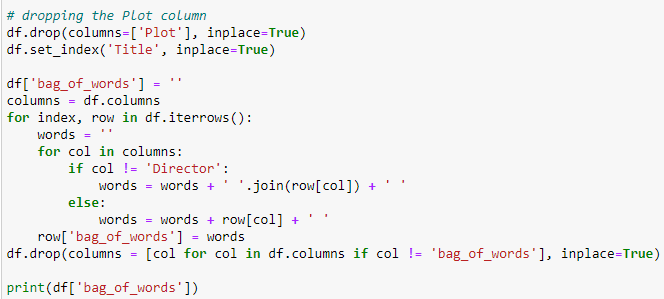 # dropping the Plot column
df.drop(columns=['Plot'], inplace=True)
df.set_index('Title', inplace=True)

df['bag_of_words'] = ''
columns = df.columns
for index, row in df.iterrows():
    words = ''
    for col in columns:
        if col != 'Director':
            words = words + ' '.join(row[col]) + ' '
        else:
            words = words + row[col] + ' '
    row['bag_of_words'] = words
df.drop(columns = [col for col in df.columns if col != 'bag_of_words'], inplace=True)

print(df['bag_of_words'])